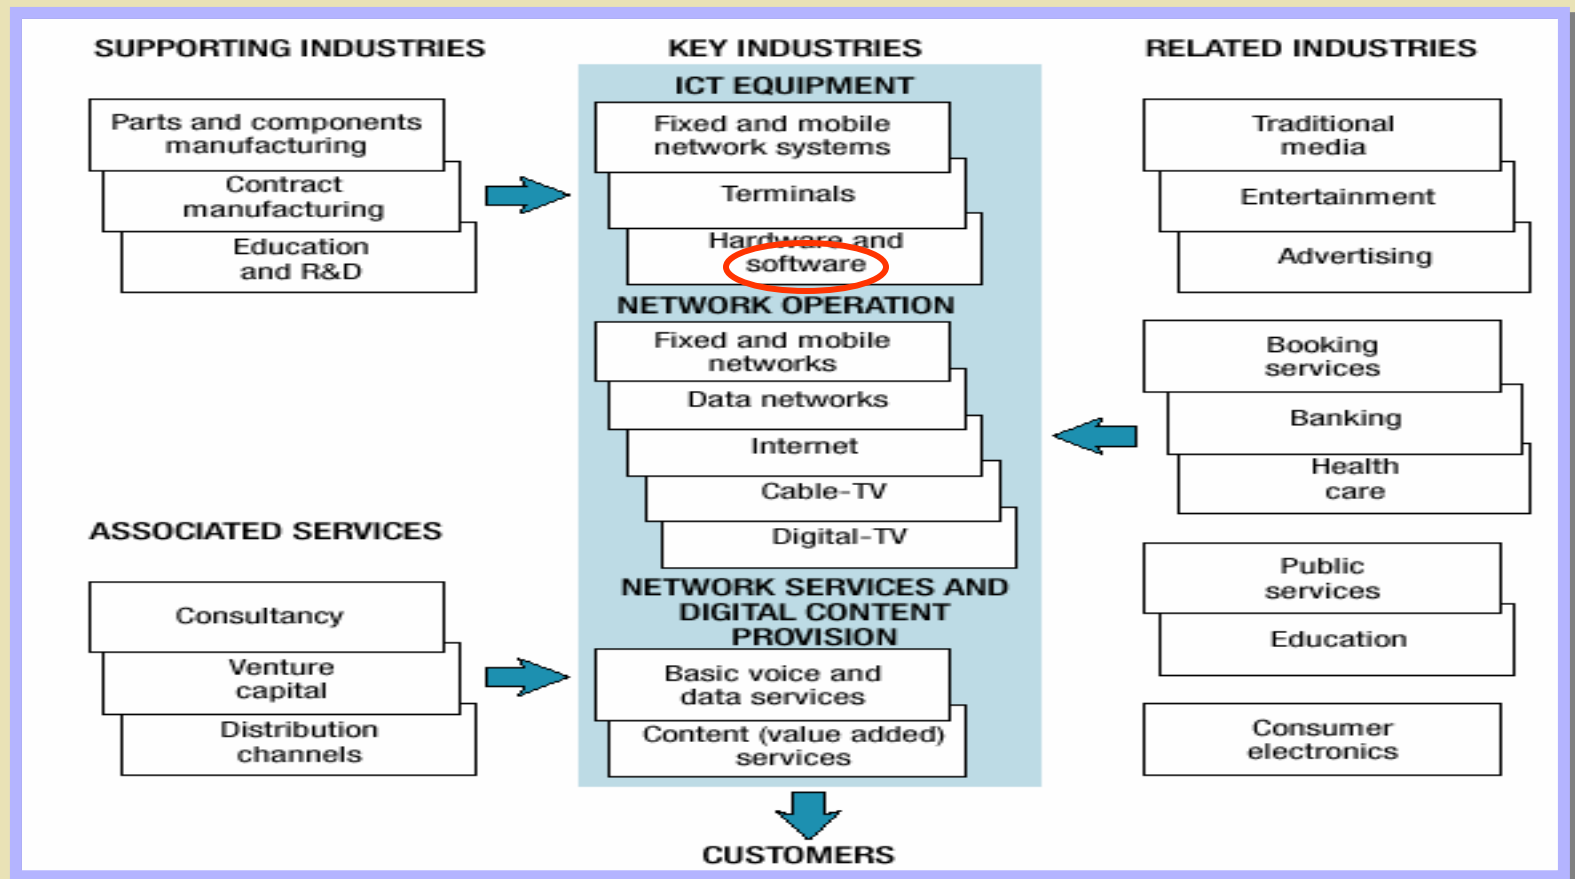 SUPPORTING INDUSTRIES
Parts and components
manufacturing
Contract
manufacturing
Education
and R&D
ASSOCIATED SERVICES
Consultancy
Venture
capital
Distribution
channels
KEY INDUSTRIES
ICT EQUIPMENT
Fixed and mobile
network systems
Terminals
Hardware and
software
NETWORK OPERATION
Fixed and mobile
networks
Data networks
Internet
Cable-TV
Digital-TV
NETWORK SERVICES AND
DIGITAL CONTENT
PROVISION
Basic voice and
data services
Content (value added)
services
CUSTOMERS
RELATED INDUSTRIES
Traditional
media
Entertainment
Advertising
Booking
services
Banking
Health
care
Public
services
Education
Consumer
electronics